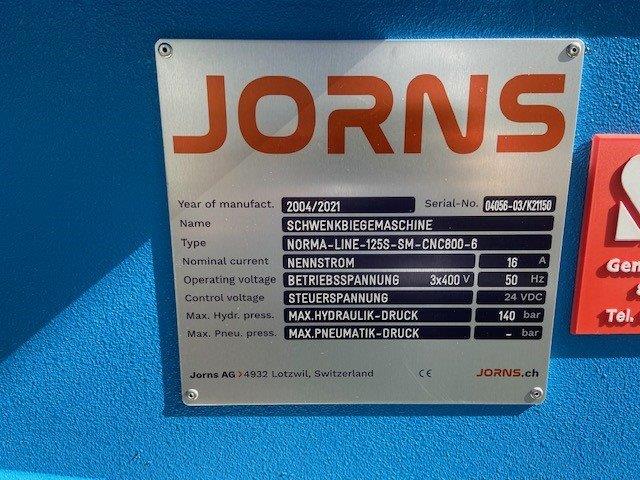 JORNS
Year of manufact. 2004/2021 Serial-No. 04056-03/K21150
Name SCHWENKBIEGEMASCHINE
Type NORMA-LINE-125S-SM-CNC600-6
Nominal current NENNSTROM 16 A
Operating voltage BETRIEBSSPANNUNG 3x400 V 50 Hz
Control voltage STEUERSPANNUNG 24 VDC
Max. Hydr. press. MAX.HYDRAULIK-DRUCK 140 bar
Max. Pneu. press. MAX.PNEUMATIK-DRUCK - bar
Jorns AG >4932 Lotzwil, Switzerland CE JORNS.ch
Gen
Tel.